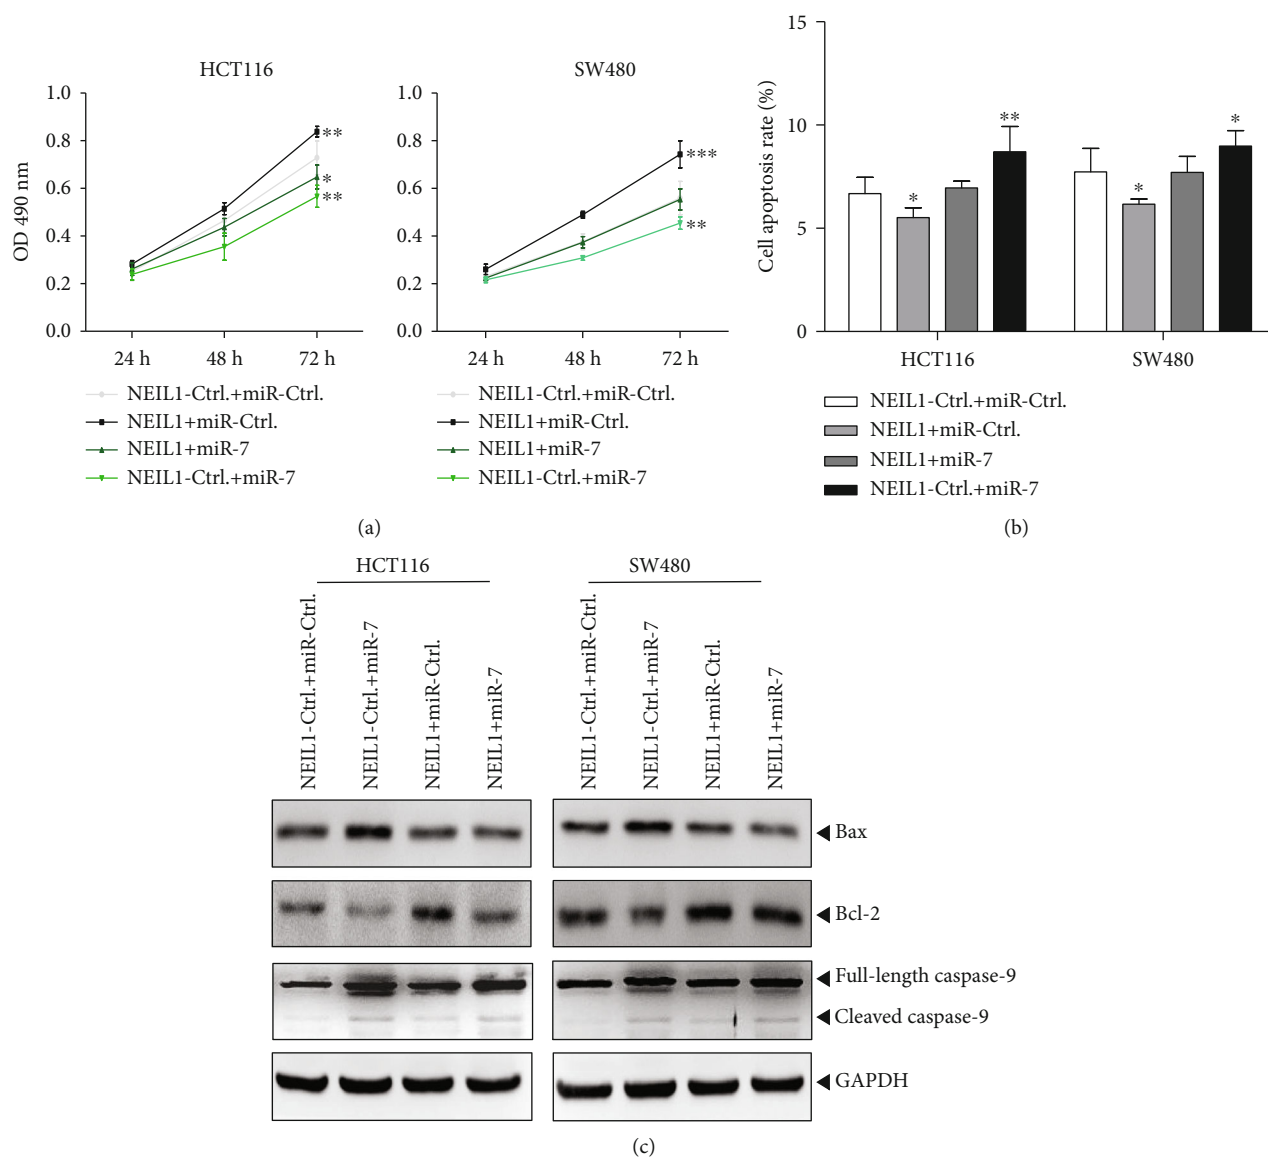 HCT116
OD 490 nm
1.0
0.8
0.6
0.4
0.2
0.0
**
*
**
24 h 48 h 72 h
NEIL1-Ctrl.+miR-Ctrl.
NEIL1+miR-Ctrl.
NEIL1+miR-7
NEIL1-Ctrl.+miR-7
SW480
1.0
0.8
0.6
0.4
0.2
0.0
***
**
24 h 48 h 72 h
NEIL1-Ctrl.+miR-Ctrl.
NEIL1+miR-Ctrl.
NEIL1+miR-7
NEIL1-Ctrl.+miR-7
(a)
Cell apoptosis rate (%)
15
10
5
0
* ** * *
HCT116 SW480
NEIL1-Ctrl.+miR-Ctrl.
NEIL1+miR-Ctrl.
NEIL1+miR-7
NEIL1-Ctrl.+miR-7
(b)
HCT116
NEIL1-Ctrl.+miR-Ctrl.
NEIL1-Ctrl.+miR-7
NEIL1+miR-Ctrl.
NEIL1+miR-7
SW480
NEIL1-Ctrl.+miR-Ctrl.
NEIL1-Ctrl.+miR-7
NEIL1+miR-Ctrl.
NEIL1+miR-7
Bax
Bcl-2
Full-length caspase-9
Cleaved caspase-9
GAPDH
(c)